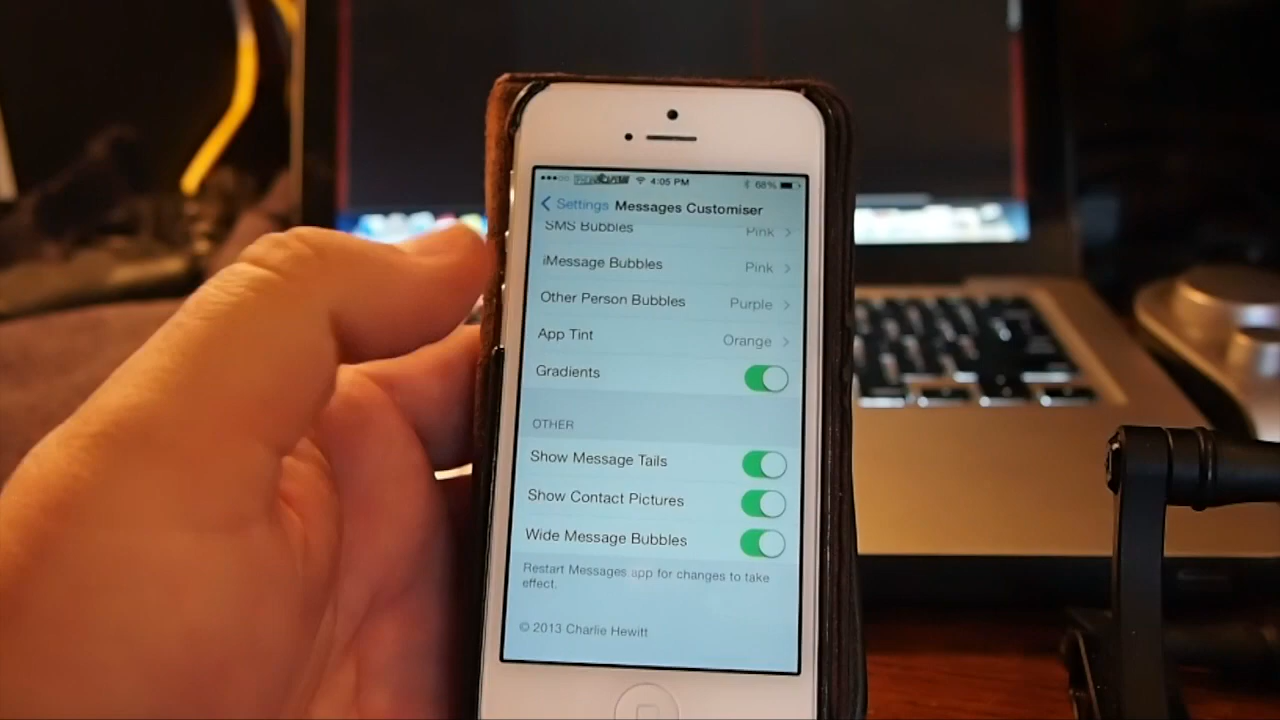 4:05 PM 68%
Settings Messages Customiser
SMS Bubbles Pink
iMessage Bubbles Pink
Other Person Bubbles Purple
App Tint Orange
Gradients
OTHER
Show Message Tails
Show Contact Pictures
Wide Message Bubbles
Restart Messages app for changes to take
effect.
© 2013 Charlie Hewitt